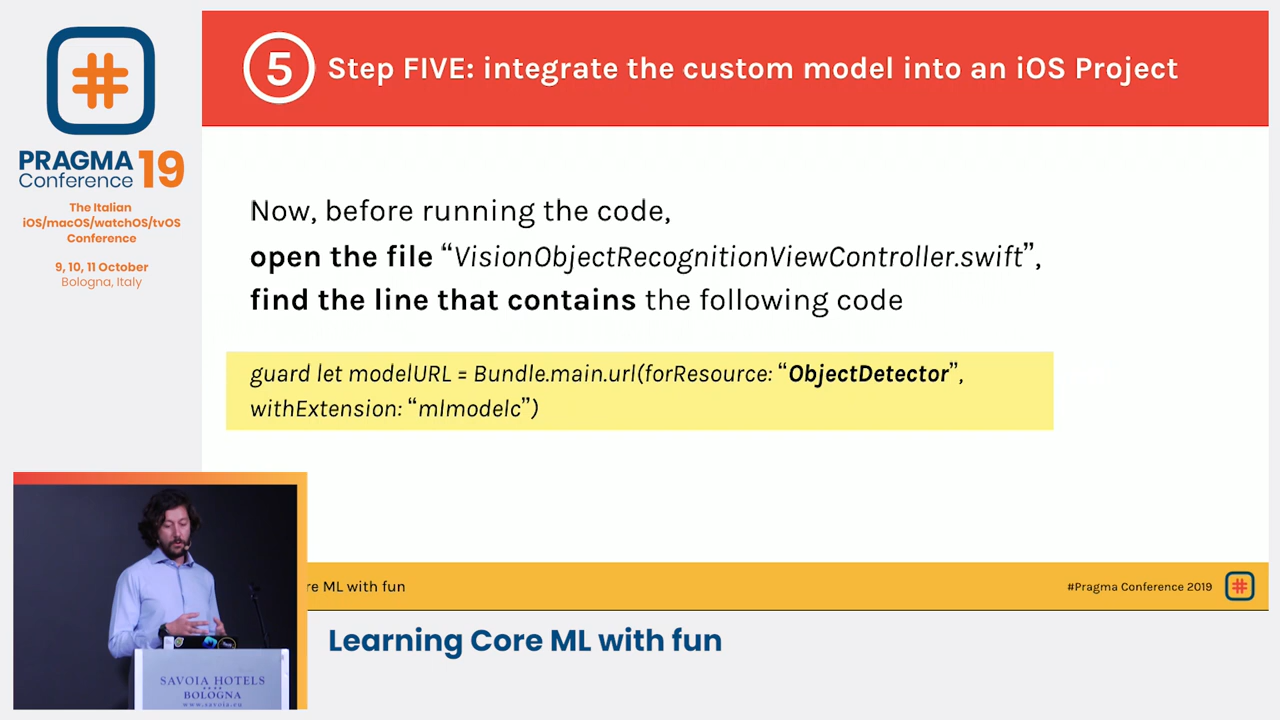 #
PRAGMA 19
Conference
The Italian
iOS/macOS/watchOS/tvOS
Conference
9, 10, 11 October
Bologna, Italy
5 Step FIVE: integrate the custom model into an iOS Project
Now, before running the code,
open the file “VisionObjectRecognitionViewController.swift”,
find the line that contains the following code
guard let modelURL = Bundle.main.url(forResource: “ObjectDetector”,
withExtension: “mlmodelc”)
re ML with fun
#Pragma Conference 2019
#
Learning Core ML with fun
SAVOIA HOTELS
BOLOGNA
www.savoia.eu